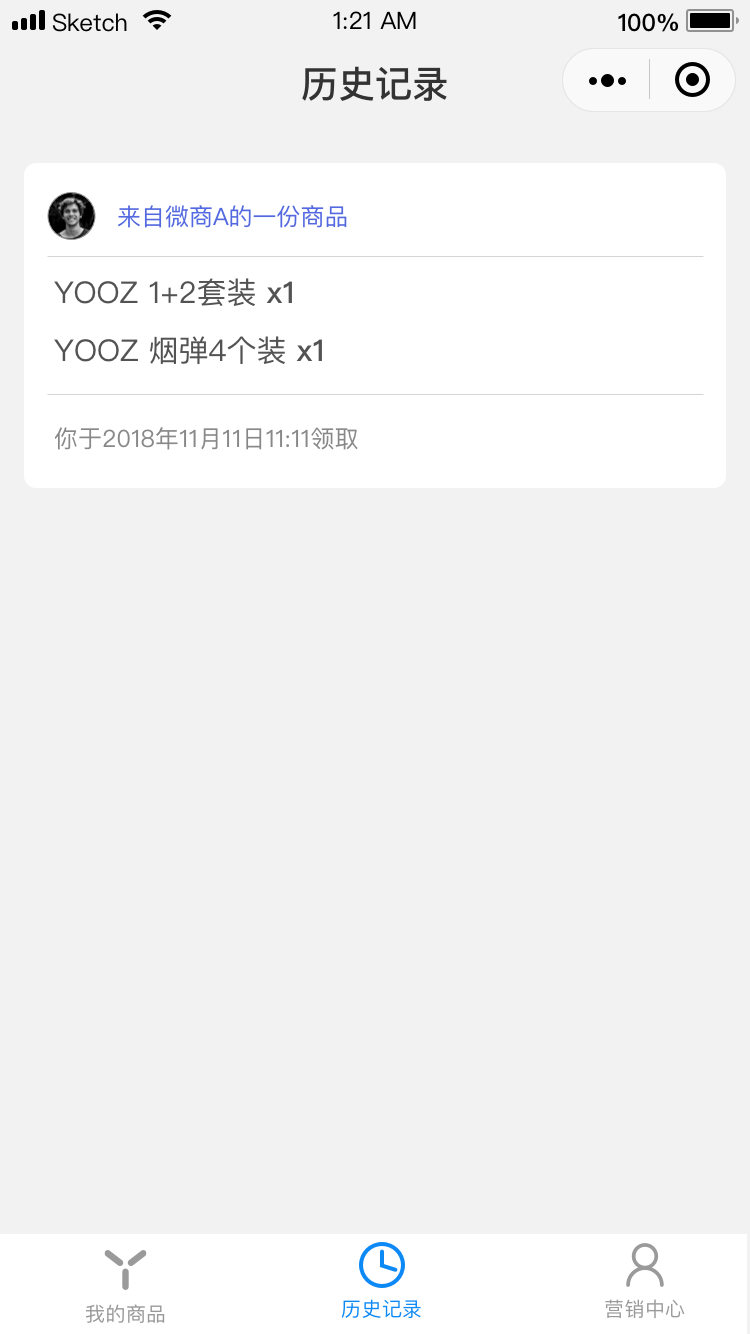 Sketch 1:21 AM 100%
历史记录
来自微商A的一份商品
YOOZ 1+2套装 x1
YOOZ 烟弹4个装 x1
你于2018年11月11日11:11领取
我的商品 历史记录 营销中心